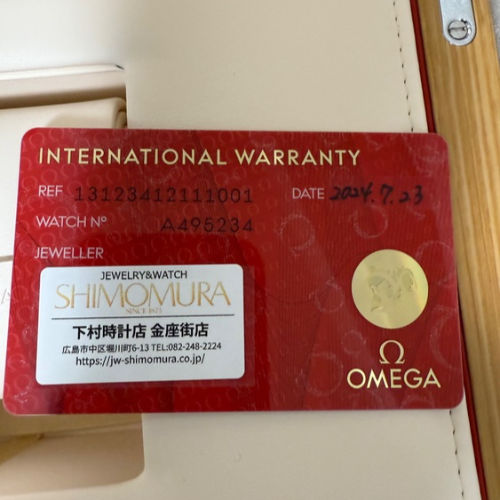 INTERNATIONAL WARRANTY
REF 13123412111001 DATE 2024.7.23
WATCH Nº A495234
JEWELLER
JEWELRY&WATCH
SHIMOMURA
SINCE 1871
下村時計店 金座街店
広島市中区堀川町6-13 TEL:082-248-2224
https://jw-shimomura.co.jp/
Ω
OMEGA